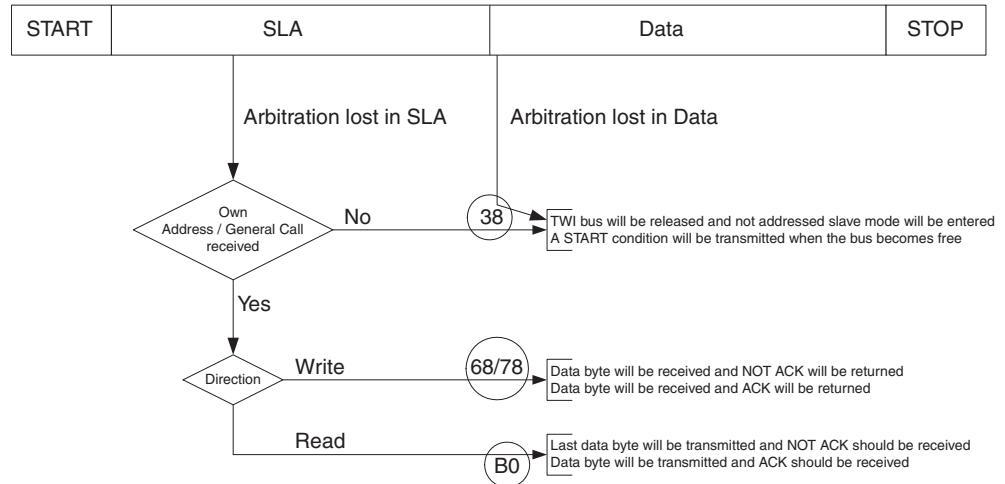 START
SLA
Data
STOP
Arbitration lost in SLA
Arbitration lost in Data
Own
Address / General Call
received
No
38
TWI bus will be released and not addressed slave mode will be entered
A START condition will be transmitted when the bus becomes free
Yes
Direction
Write
68/78
Data byte will be received and NOT ACK will be returned
Data byte will be received and ACK will be returned
Read
B0
Last data byte will be transmitted and NOT ACK should be received
Data byte will be transmitted and ACK should be received